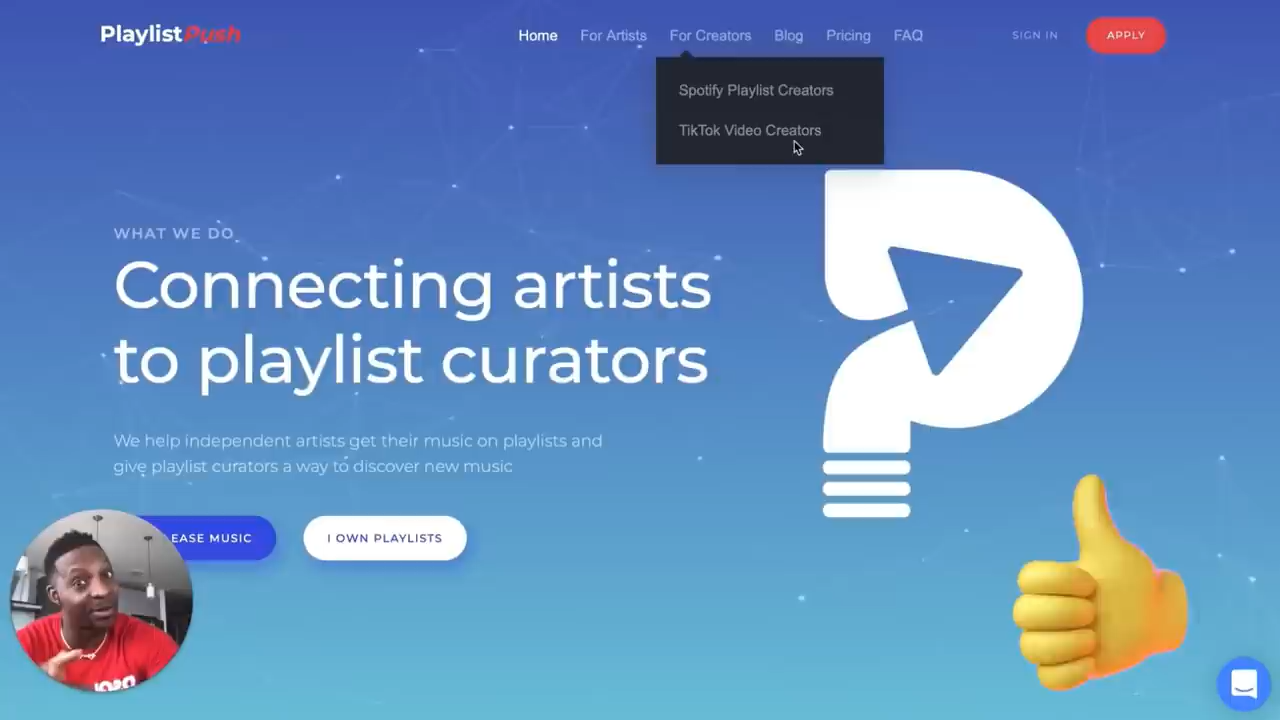 PlaylistPush
Home
For Artists
For Creators
Blog
Pricing
FAQ
SIGN IN
APPLY
Spotify Playlist Creators
TikTok Video Creators
WHAT WE DO
Connecting artists
to playlist curators
We help independent artists get their music on playlists and
give playlist curators a way to discover new music
EASE MUSIC
I OWN PLAYLISTS